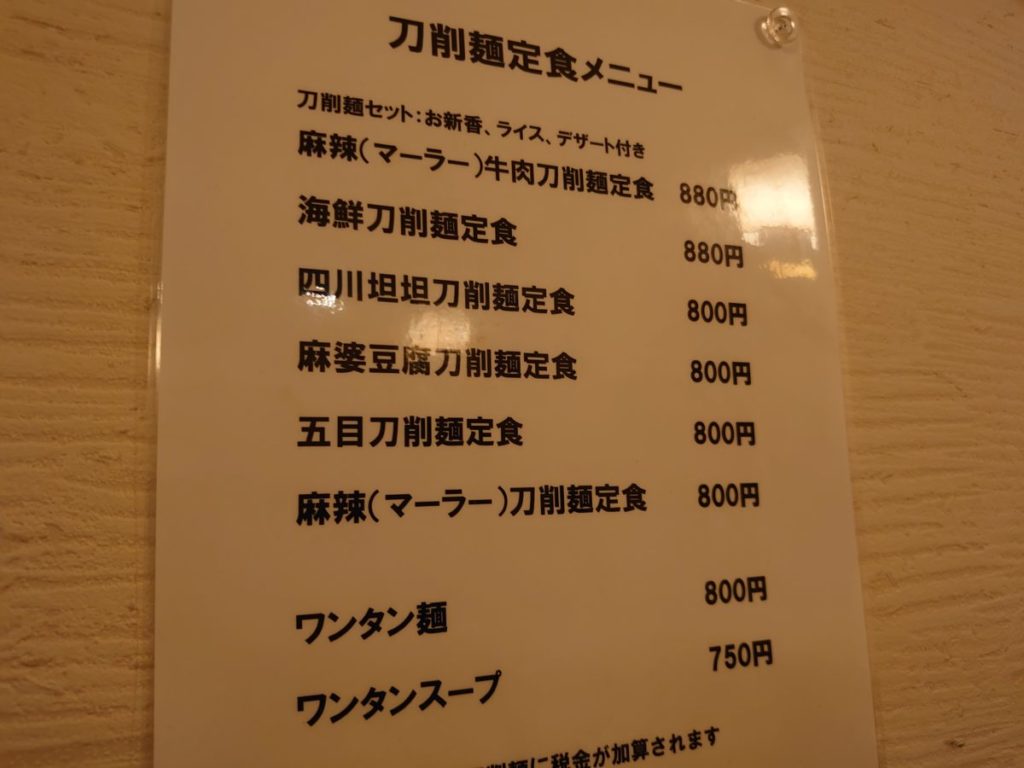 刀削麺定食メニュー
刀削麺セット：お新香、ライス、デザート付き
麻辣（マーラー）牛肉刀削麺定食 880円
海鮮刀削麺定食 880円
四川坦坦刀削麺定食 800円
麻婆豆腐刀削麺定食 800円
五目刀削麺定食 800円
麻辣（マーラー）刀削麺定食 800円
ワンタン麺 800円
ワンタンスープ 750円
削麺に税金が加算されます